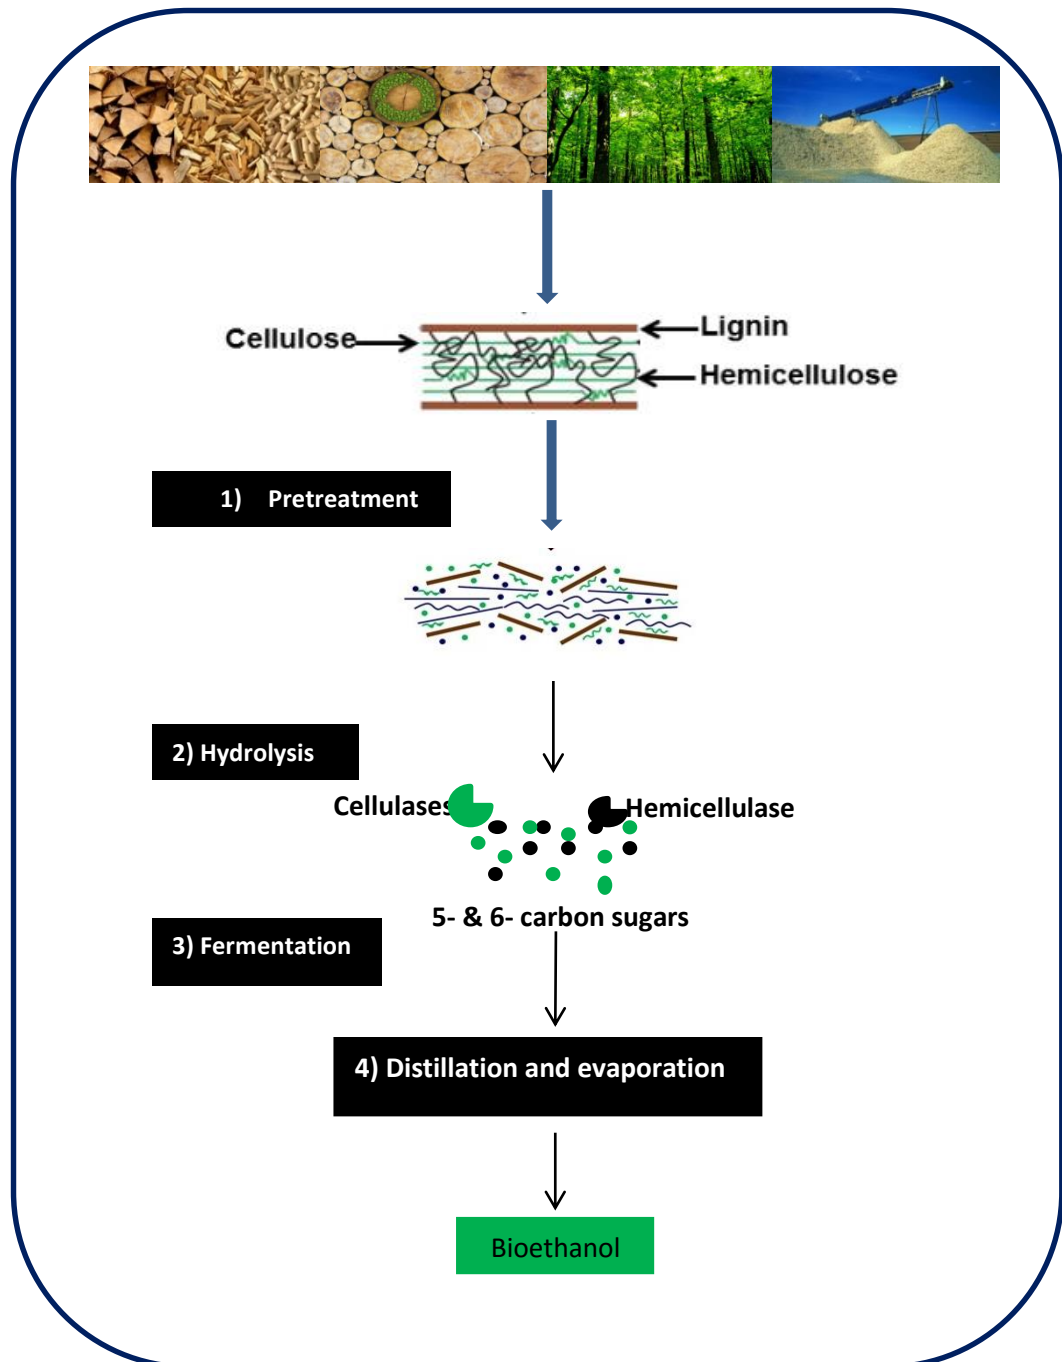 Cellulose
Lignin
Hemicellulose
1) Pretreatment
2) Hydrolysis
Cellulases
Hemicellulase
5- & 6- carbon sugars
3) Fermentation
4) Distillation and evaporation
Bioethanol